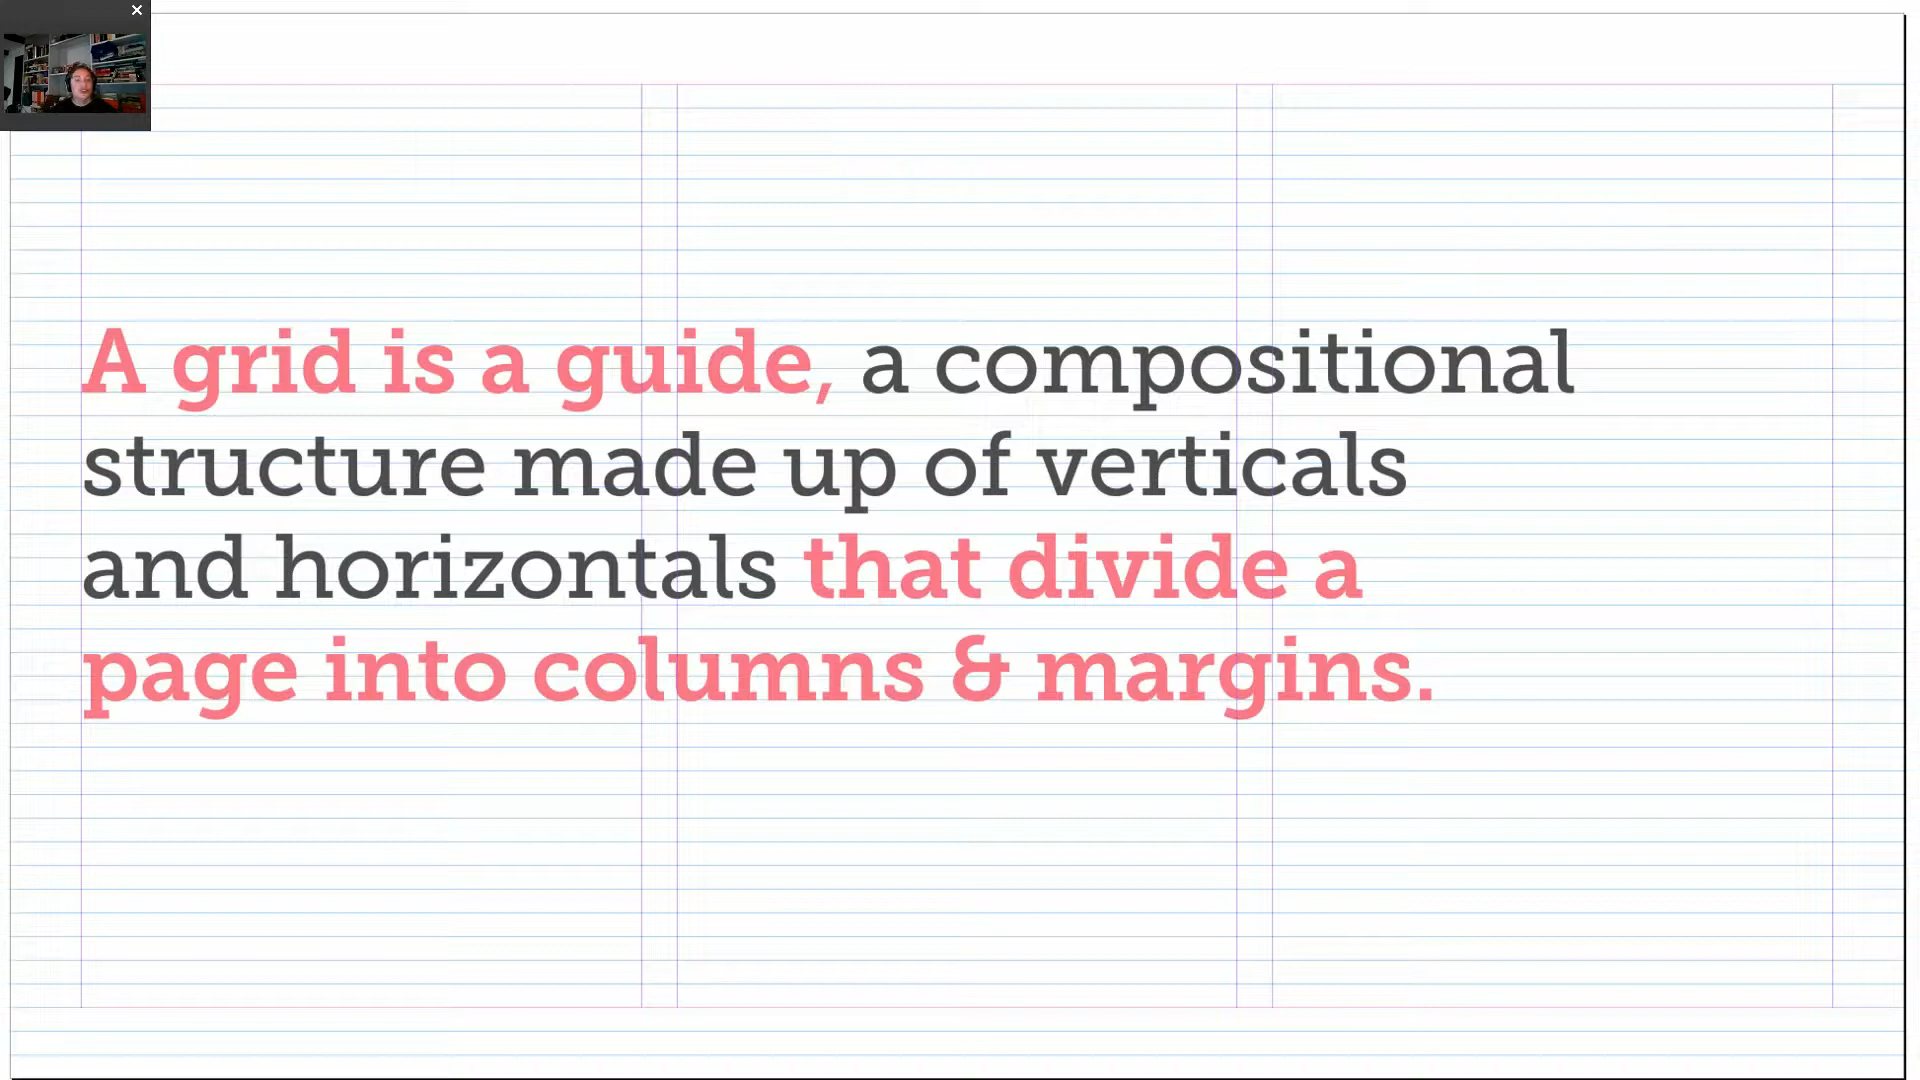 A grid is a guide, a compositional
structure made up of verticals
and horizontals that divide a
page into columns & margins.